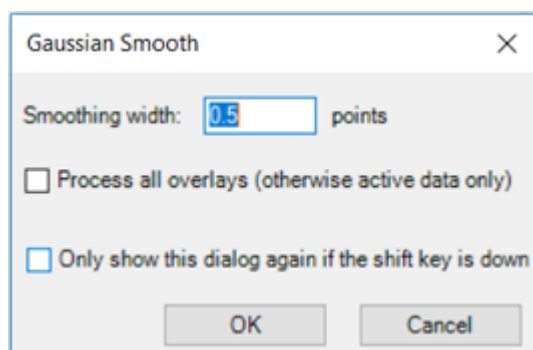 Gaussian Smooth
Smoothing width: 0.5 points
Process all overlays (otherwise active data only)
Only show this dialog again if the shift key is down
OK Cancel